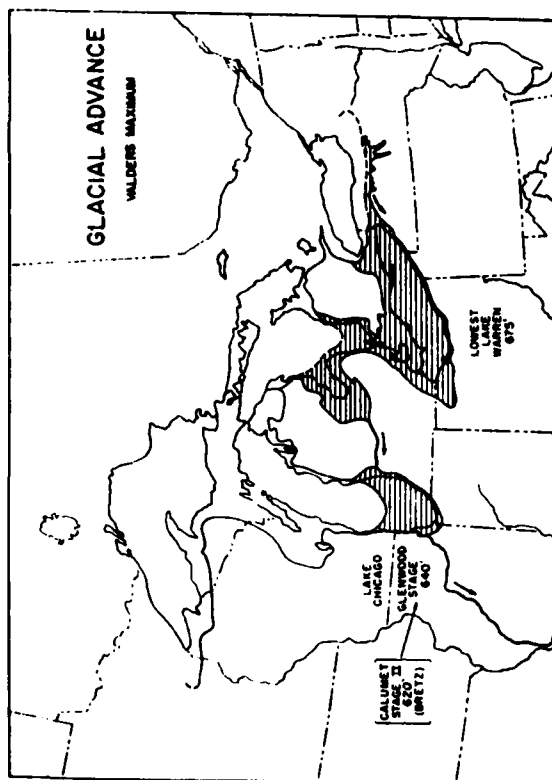 GLACIAL ADVANCE
VALDERS MAXIMUM
LAKE
CHICAGO
GLENWOOD
STAGE
640'
CALUMET
STAGE II
620'
(BRETZ)
LOWEST
LAKE
WARREN
675'